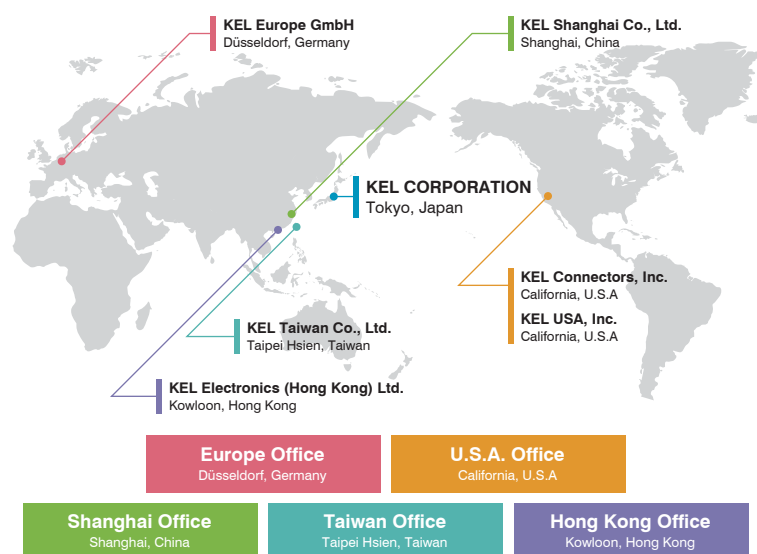 KEL Europe GmbH
Düsseldorf, Germany
KEL Shanghai Co., Ltd.
Shanghai, China
KEL CORPORATION
Tokyo, Japan
KEL Connectors, Inc.
California, U.S.A
KEL USA, Inc.
California, U.S.A
KEL Taiwan Co., Ltd.
Taipei Hsien, Taiwan
KEL Electronics (Hong Kong) Ltd.
Kowloon, Hong Kong
Europe Office
Düsseldorf, Germany
U.S.A. Office
California, U.S.A
Shanghai Office
Shanghai, China
Taiwan Office
Taipei Hsien, Taiwan
Hong Kong Office
Kowloon, Hong Kong